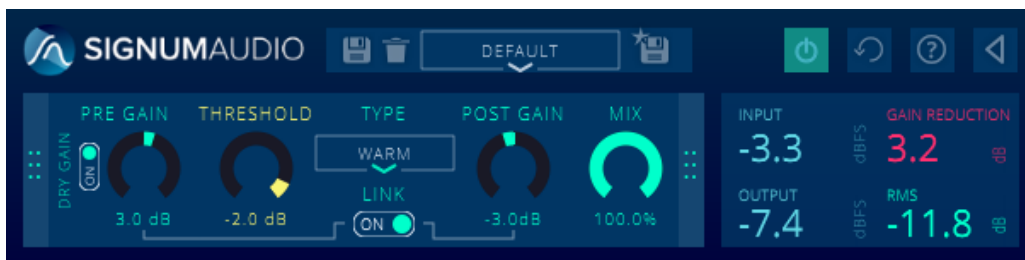 SIGNUMAUDIO
DEFAULT
?
PRE GAIN THRESHOLD TYPE POST GAIN MIX
DRY GAIN
ON
WARM
LINK
ON
3.0 dB -2.0 dB -3.0dB 100.0%
INPUT GAIN REDUCTION
-3.3 dBFS 3.2 dB
OUTPUT RMS
-7.4 dBFS -11.8 dB